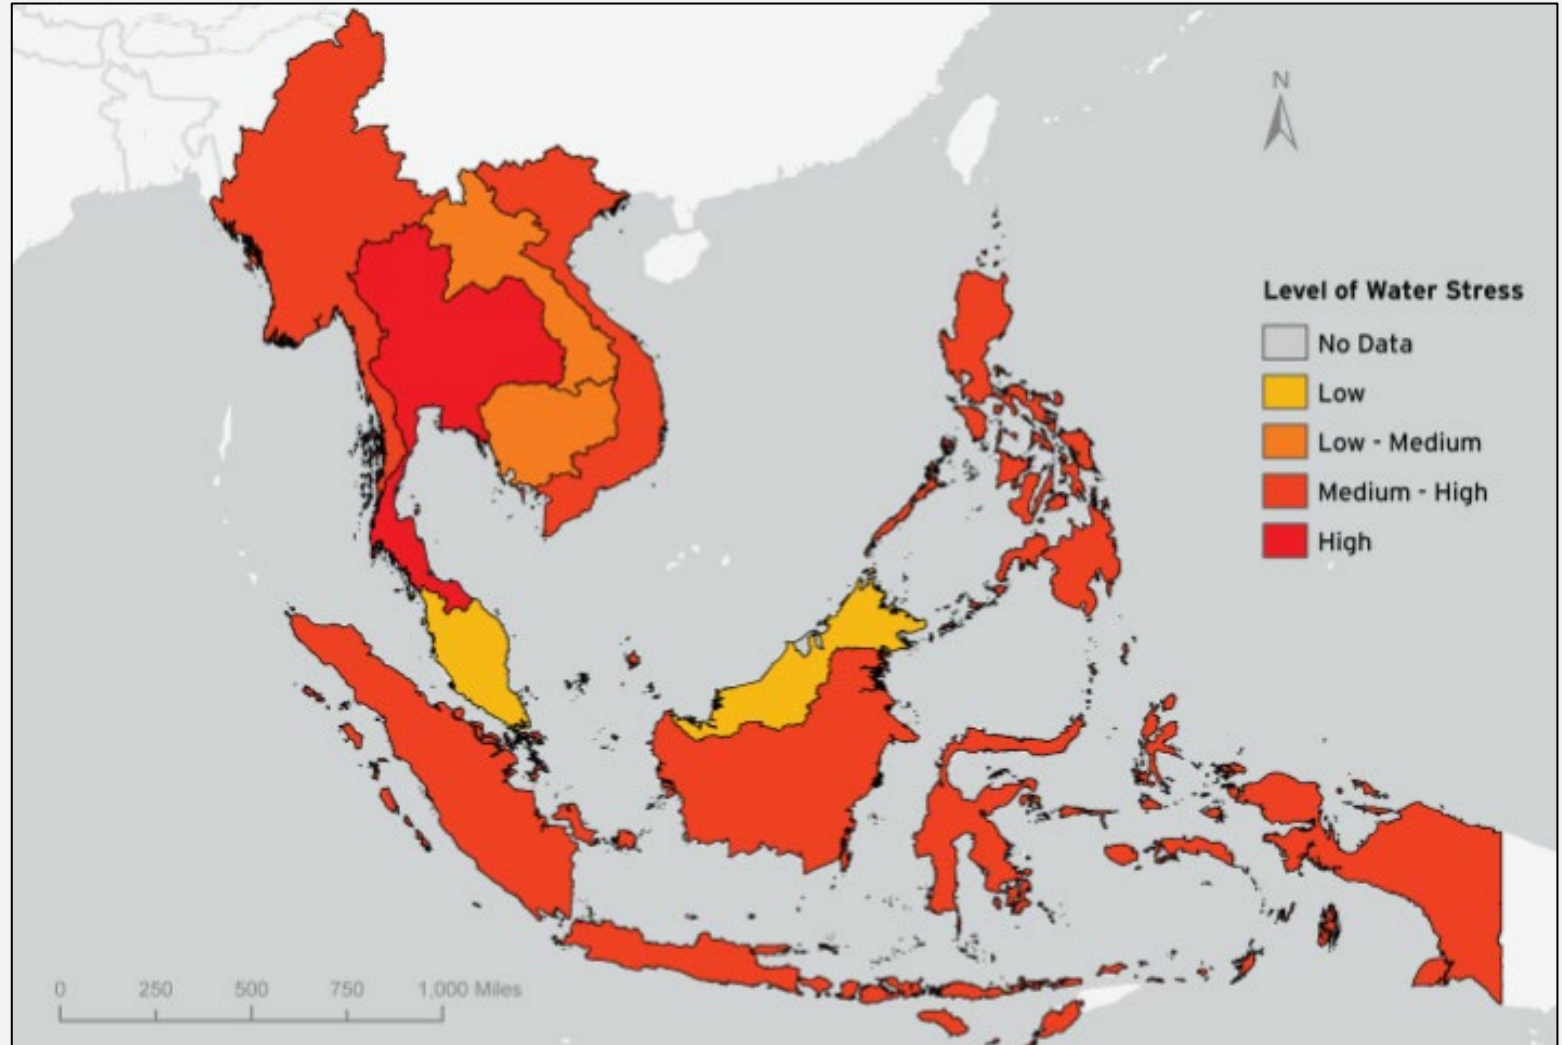 N
Level of Water Stress
No Data
Low
Low - Medium
Medium - High
High
0 250 500 750 1,000 Miles